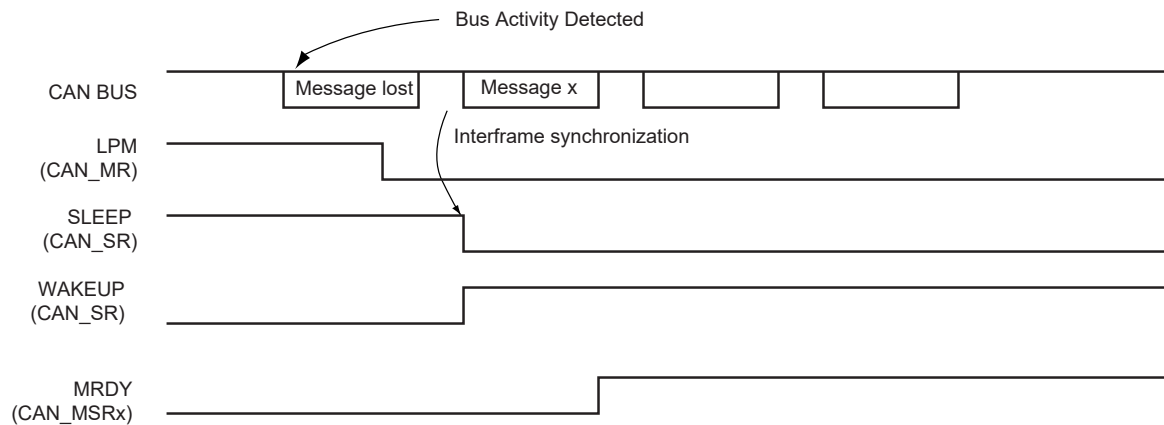 Bus Activity Detected
CAN BUS
Message lost
Message x
Interframe synchronization
LPM
(CAN_MR)
SLEEP
(CAN_SR)
WAKEUP
(CAN_SR)
MRDY
(CAN_MSRx)